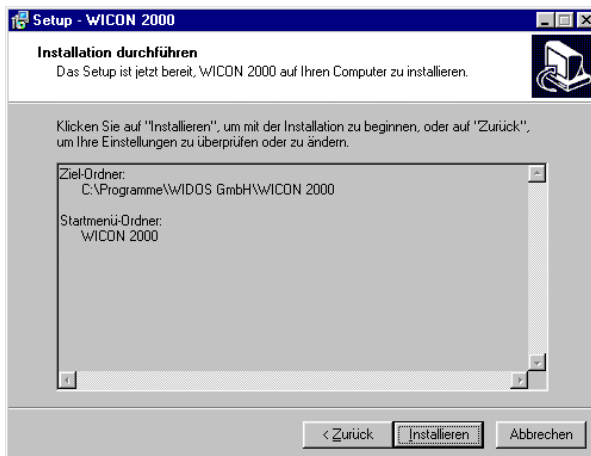 Setup - WICON 2000
Installation durchführen
Das Setup ist jetzt bereit, WICON 2000 auf Ihren Computer zu installieren.
Klicken Sie auf "Installieren", um mit der Installation zu beginnen, oder auf "Zurück",
um Ihre Einstellungen zu überprüfen oder zu ändern.
Ziel-Ordner:
C:\Programme\WIDOS GmbH\WICON 2000
Startmenü-Ordner:
WICON 2000
< Zurück
Installieren
Abbrechen